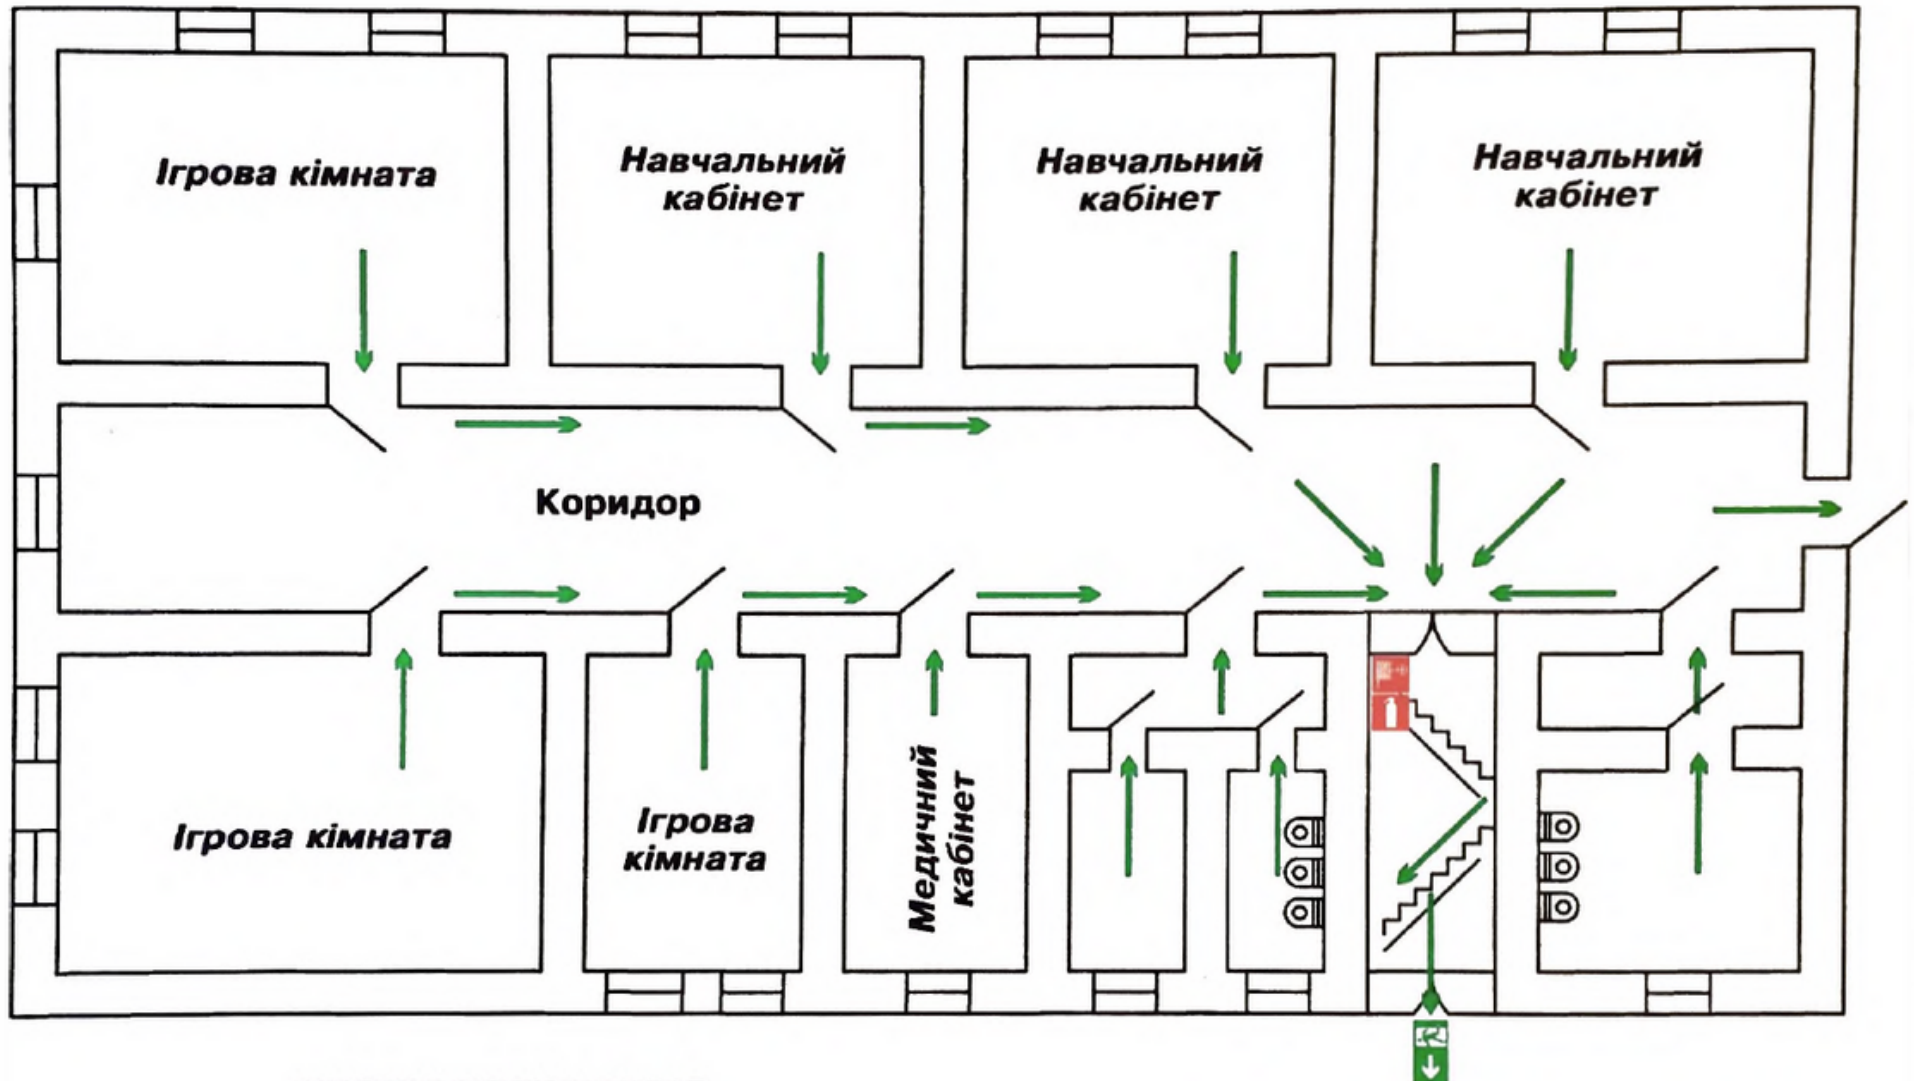 Ігрова кімната
Навчальний
кабінет
Навчальний
кабінет
Навчальний
кабінет
Коридор
Ігрова кімната
Ігрова
кімната
Медичний
кабінет